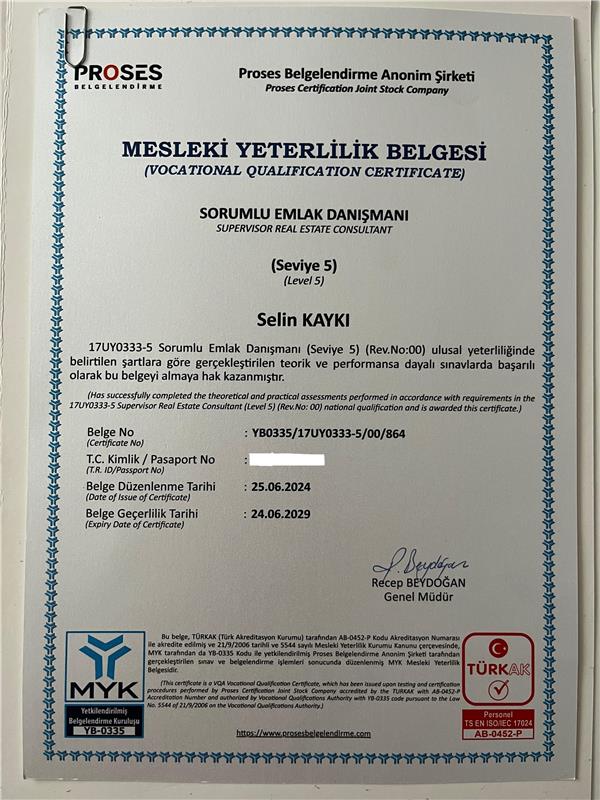 PROSES
BELGELENDİRME
Proses Belgelendirme Anonim Şirketi
Proses Certification Joint Stock Company
MESLEKİ YETERLİLİK BELGESİ
(VOCATIONAL QUALIFICATION CERTIFICATE)
SORUMLU EMLAK DANIŞMANI
SUPERVISOR REAL ESTATE CONSULTANT
(Seviye 5)
(Level 5)
Selin KAYKI
17UY0333-5 Sorumlu Emlak Danışmanı (Seviye 5) (Rev.No:00) ulusal yeterliliğinde
belirtilen şartlara göre gerçekleştirilen teorik ve performansa dayalı sınavlarda başarılı
olarak bu belgeyi almaya hak kazanmıştır.
(Has successfully completed the theoretical and practical assessments performed in accordance with requirements in the
17UY0333-5 Supervisor Real Estate Consultant (Level 5) (Rev.No: 00) national qualification and is awarded this certificate.)
Belge No : YB0335/17UY0333-5/00/864
(Certificate No)
T.C. Kimlik / Pasaport No :
(T.R. ID/Passport No)
Belge Düzenlenme Tarihi : 25.06.2024
(Date of Issue of Certificate)
Belge Geçerlilik Tarihi : 24.06.2029
(Expiry Date of Certificate)
R. Beydoğan
Recep BEYDOĞAN
Genel Müdür
Bu belge, TÜRKAK (Türk Akreditasyon Kurumu) tarafından AB-0452-P Kodu Akreditasyon Numarası
ile akredite edilmiş ve 21/9/2006 tarihli ve 5544 sayılı Mesleki Yeterlilik Kurumu Kanunu çerçevesinde,
MYK tarafından da YB-0335 Kodu ile yetkilendirilmiş Proses Belgelendirme Anonim Şirketi tarafından
gerçekleştirilen sınav ve belgelendirme işlemleri sonucunda düzenlenmiş MYK Mesleki Yeterlilik
Belgesidir.
(This certificate is a VQA Vocational Qualification Certificate, which has been issued upon testing and certification
procedures performed by Proses Certification Joint Stock Company accredited by the TURKAK with AB-0452-P
Accreditation Number and authorized by Vocational Qualifications Authority with YB-0335 code pursuant to the Law
No. 5544 of 21/9/2006 on the Vocational Qualifications Authority.)
MYK
Yetkilendirilmiş
Belgelendirme Kuruluşu
YB-0335
TÜRKAK
Personel
TS EN ISO/IEC 17024
AB-0452-P
https://www.prosesbelgelendirme.com